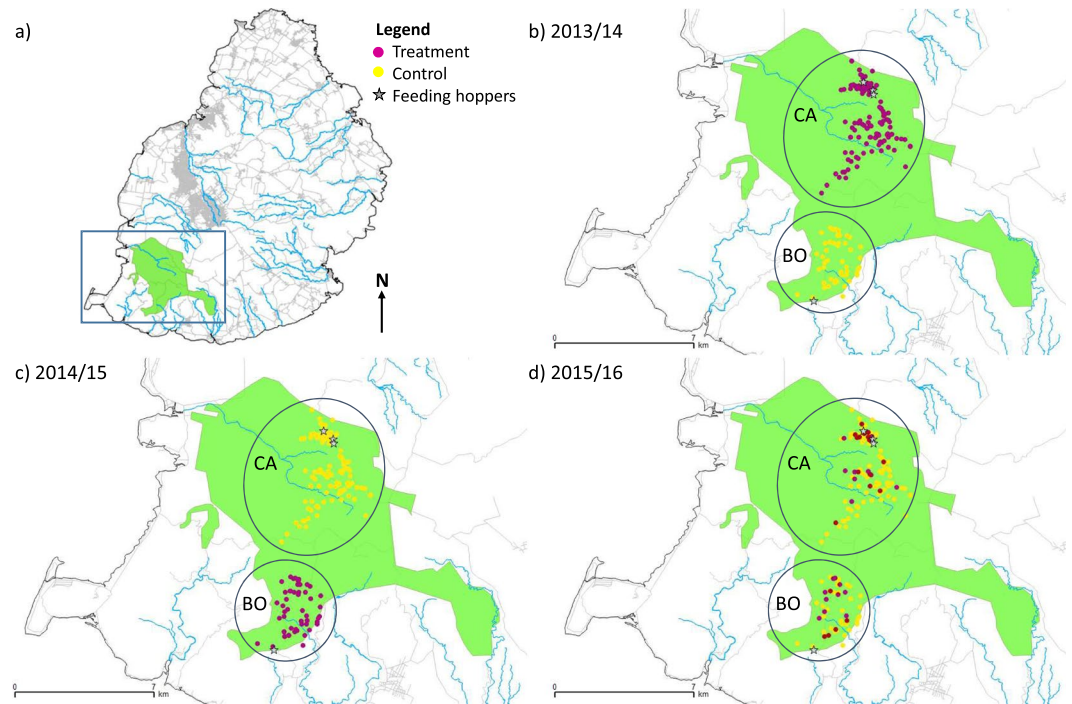 a)
Legend
Treatment
Control
Feeding hoppers
N
b) 2013/14
CA
BO
0 7
km
c) 2014/15
CA
BO
0 7
km
d) 2015/16
CA
BO
0 7
km